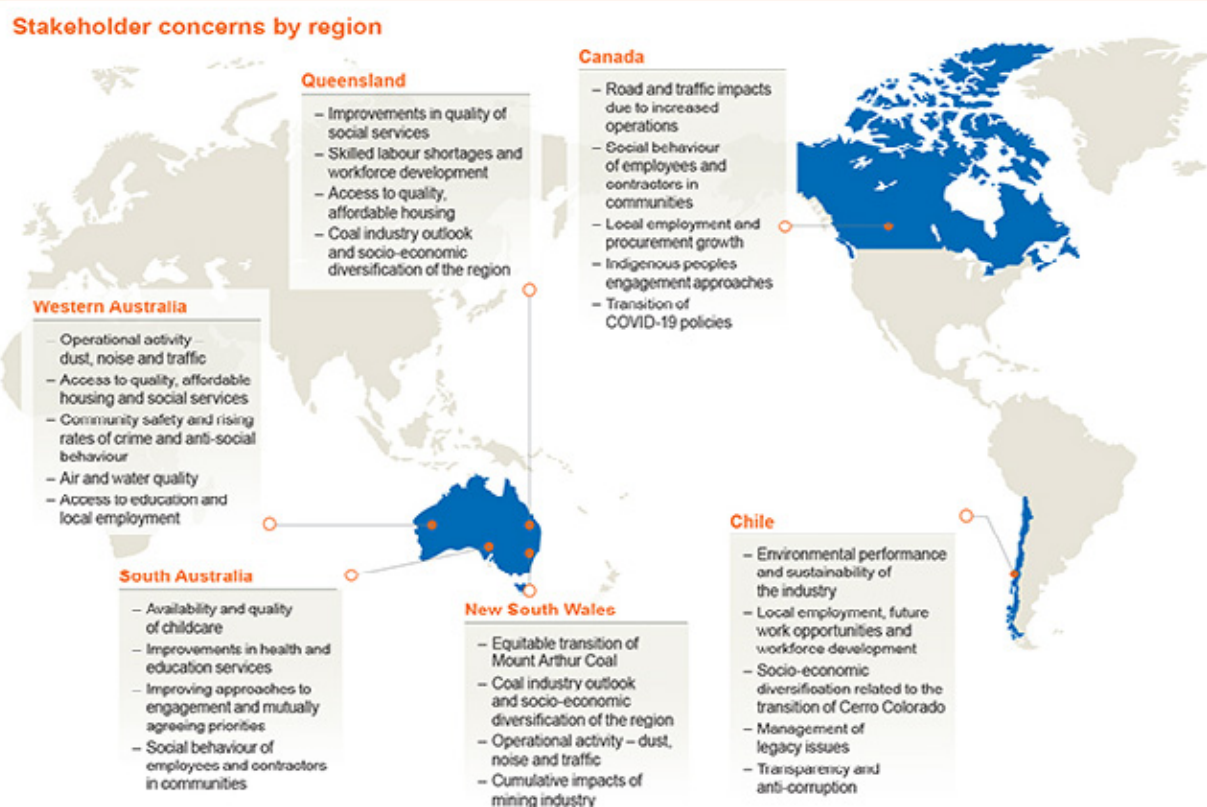 Stakeholder concerns by region
Queensland
– Improvements in quality of
social services
– Skilled labour shortages and
workforce development
– Access to quality,
affordable housing
– Coal industry outlook
and socio-economic
diversification of the region
Canada
– Road and traffic impacts
due to increased
operations
– Social behaviour
of employees and
contractors in
communities
– Local employment and
procurement growth
– Indigenous peoples
engagement approaches
– Transition of
COVID-19 policies
Western Australia
– Operational activity –
dust, noise and traffic
– Access to quality, affordable
housing and social services
– Community safety and rising
rates of crime and anti-social
behaviour
– Air and water quality
– Access to education and
local employment
South Australia
– Availability and quality
of childcare
– Improvements in health and
education services
– Improving approaches to
engagement and mutually
agreeing priorities
– Social behaviour of
employees and contractors
in communities
New South Wales
– Equitable transition of
Mount Arthur Coal
– Coal industry outlook
and socio-economic
diversification of the region
– Operational activity – dust,
noise and traffic
– Cumulative impacts of
mining industry
Chile
– Environmental performance
and sustainability of
the industry
– Local employment, future
work opportunities and
workforce development
– Socio-economic
diversification related to the
transition of Cerro Colorado
– Management of
legacy issues
– Transparency and
anti-corruption